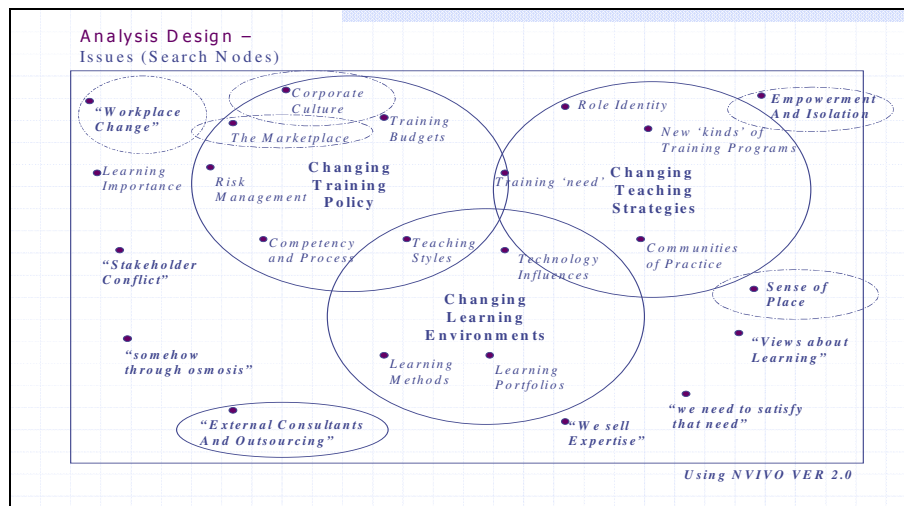 Analysis Design –
Issues (Search Nodes)
Corporate
Culture
"Workplace
Change"
The Marketplace
Training
Budgets
Role Identity
Empowerment
And Isolation
New 'kinds' of
Training Programs
Learning
Importance
Risk
Management
Changing
Training
Policy
Training 'need'
Changing
Teaching
Strategies
"Stakeholder
Conflict"
Competency
and Process
Teaching
Styles
Technology
Influences
Communities
of Practice
Changing
Learning
Environments
Sense of
Place
"somehow
through osmosis"
Learning
Methods
Learning
Portfolios
"Views about
Learning"
"External Consultants
And Outsourcing"
"We sell
Expertise"
"we need to satisfy
that need"
Using NVIVO VER 2.0